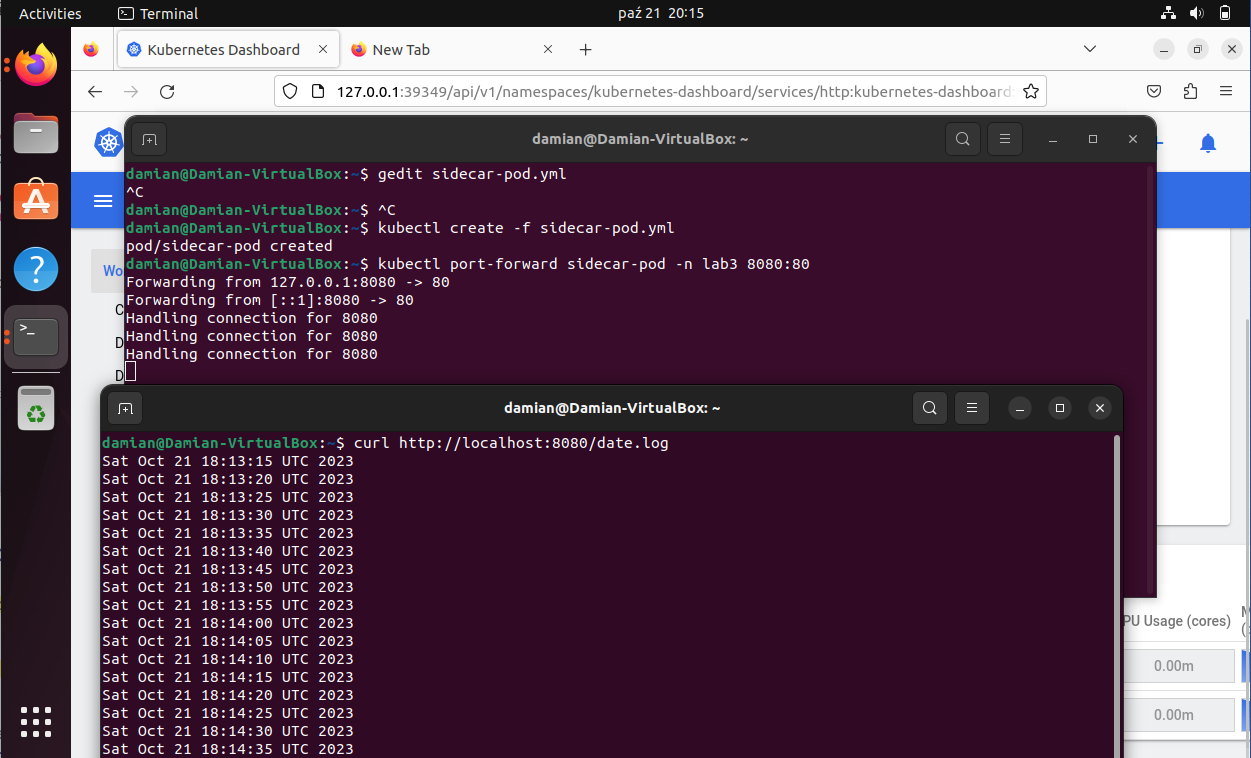 Activities Terminal paź 21 20:15
Kubernetes Dashboard New Tab
127.0.0.1:39349/api/v1/namespaces/kubernetes-dashboard/services/http:kubernetes-dashboard:
damian@Damian-VirtualBox: ~
damian@Damian-VirtualBox:~$ gedit sidecar-pod.yml
^C
damian@Damian-VirtualBox:~$ ^C
damian@Damian-VirtualBox:~$ kubectl create -f sidecar-pod.yml
pod/sidecar-pod created
damian@Damian-VirtualBox:~$ kubectl port-forward sidecar-pod -n lab3 8080:80
Forwarding from 127.0.0.1:8080 -> 80
Forwarding from [::1]:8080 -> 80
Handling connection for 8080
Handling connection for 8080
Handling connection for 8080
Wo
C
D
D
damian@Damian-VirtualBox: ~
damian@Damian-VirtualBox:~$ curl http://localhost:8080/date.log
Sat Oct 21 18:13:15 UTC 2023
Sat Oct 21 18:13:20 UTC 2023
Sat Oct 21 18:13:25 UTC 2023
Sat Oct 21 18:13:30 UTC 2023
Sat Oct 21 18:13:35 UTC 2023
Sat Oct 21 18:13:40 UTC 2023
Sat Oct 21 18:13:45 UTC 2023
Sat Oct 21 18:13:50 UTC 2023
Sat Oct 21 18:13:55 UTC 2023
Sat Oct 21 18:14:00 UTC 2023
Sat Oct 21 18:14:05 UTC 2023
Sat Oct 21 18:14:10 UTC 2023
Sat Oct 21 18:14:15 UTC 2023
Sat Oct 21 18:14:20 UTC 2023
Sat Oct 21 18:14:25 UTC 2023
Sat Oct 21 18:14:30 UTC 2023
Sat Oct 21 18:14:35 UTC 2023
PU Usage (cores)
0.00m
0.00m